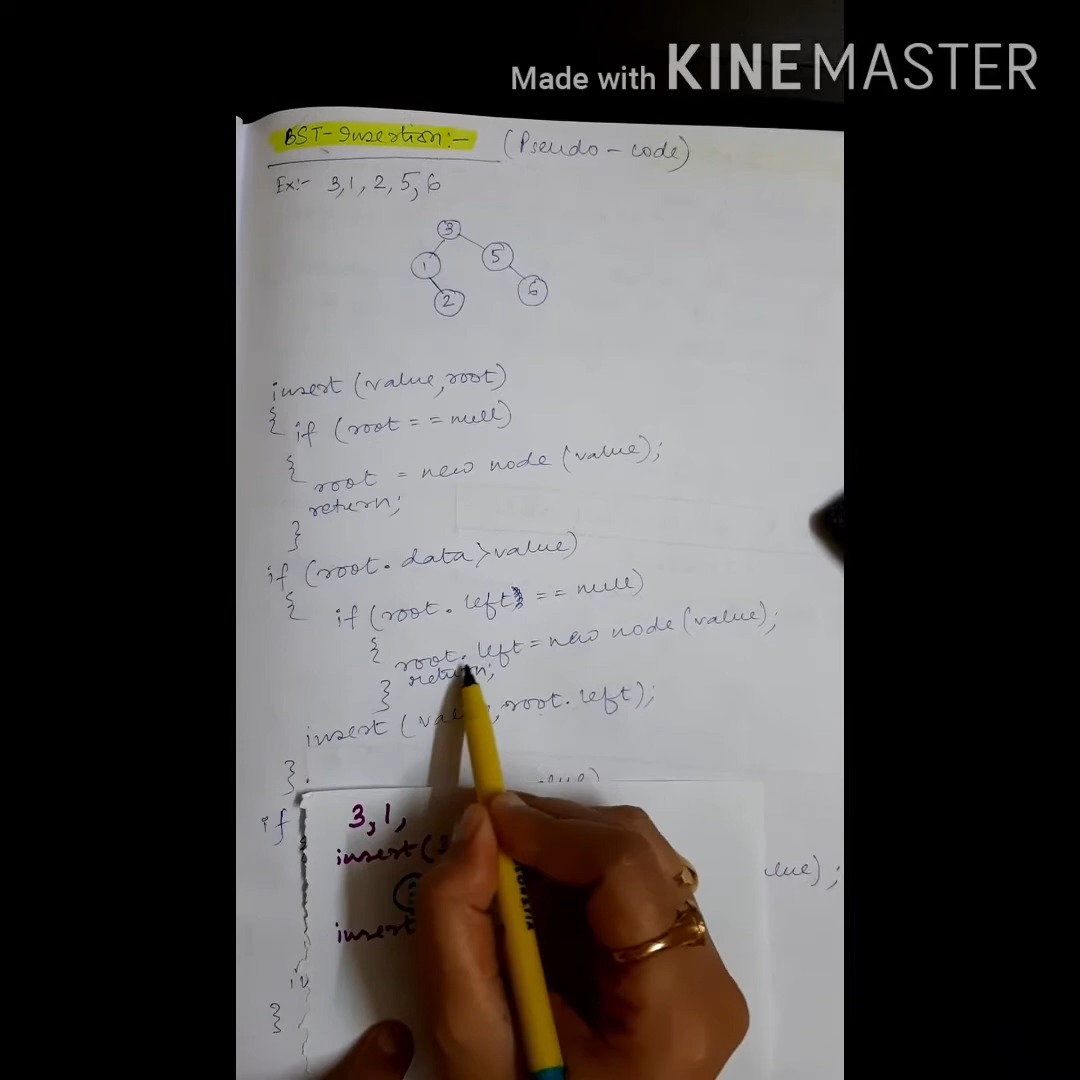 Made with KINEMASTER
BST-Insertion:- (Pseudo-code)
Ex:- 3,1,2,5,6
3
1 5
2 6
insert (value,root)
{ if (root == null)
{ root = new node (value);
return;
}
if (root.data>value)
{ if (root.left == null)
{ root.left = new node (value);
return;
}
insert ( ,root.left);
}
if
3,1,
insert(3
insert
}